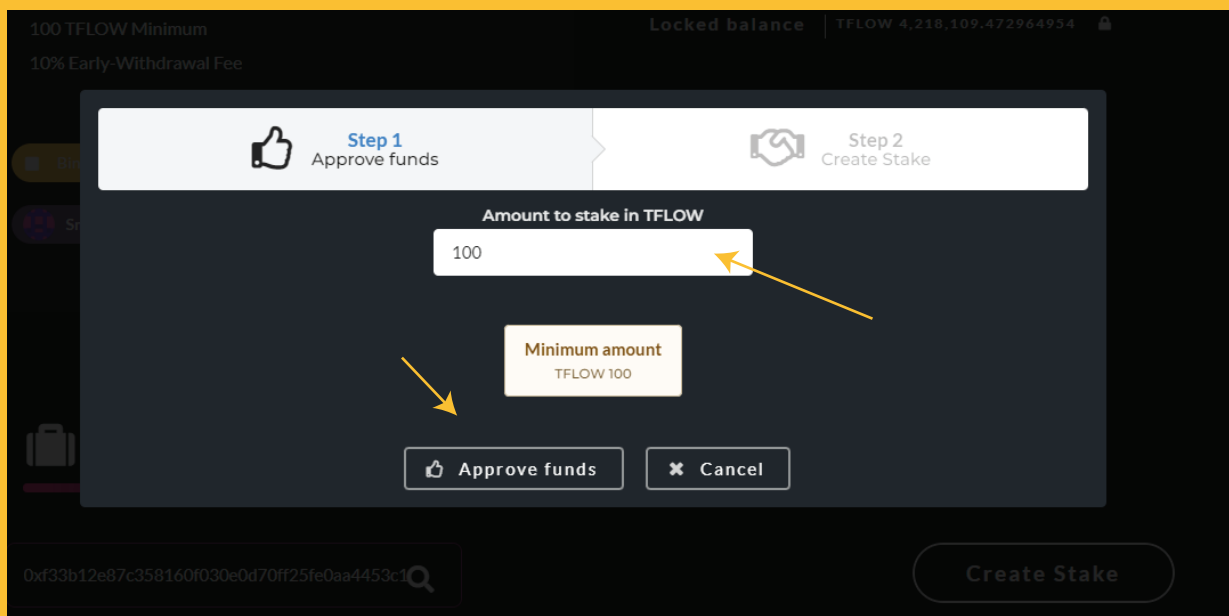 100 TFLOW Minimum
Locked balance TFLOW 4,218,109.472964954
10% Early-Withdrawal Fee
Step 1
Approve funds
Step 2
Create Stake
Amount to stake in TFLOW
100
Minimum amount
TFLOW 100
Approve funds
Cancel
0xf33b12e87c358160f030e0d70ff25fe0aa4453c1
Create Stake